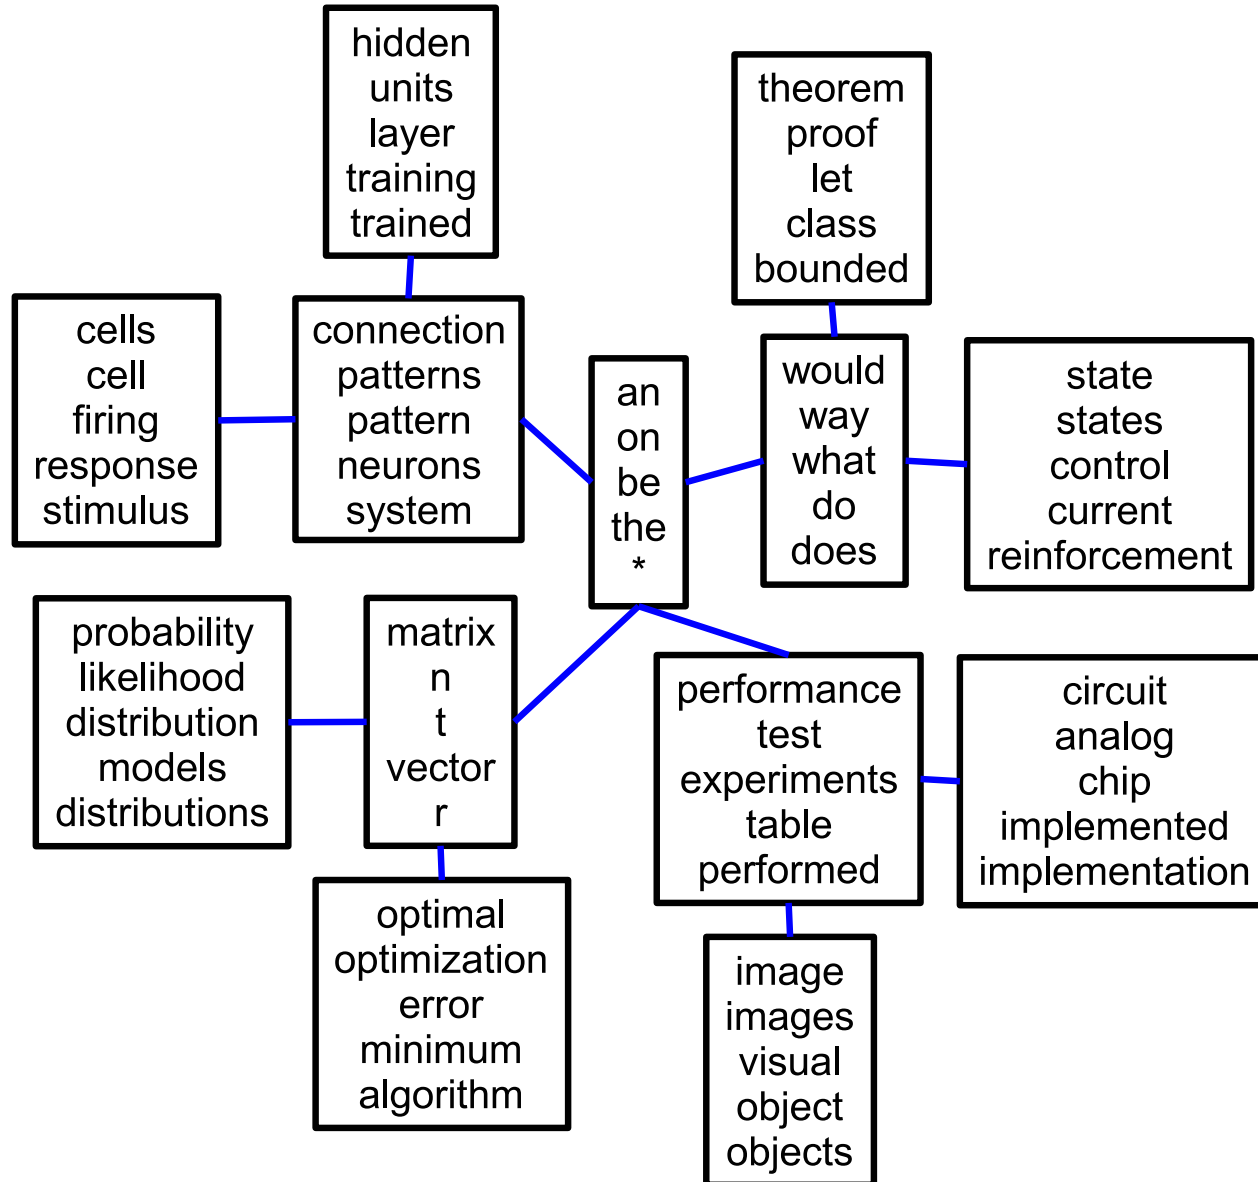 hidden
units
layer
training
trained
theorem
proof
let
class
bounded
cells
cell
firing
response
stimulus
connection
patterns
pattern
neurons
system
an
on
be
the
*
would
way
what
do
does
state
states
control
current
reinforcement
probability
likelihood
distribution
models
distributions
matrix
n
t
vector
r
performance
test
experiments
table
performed
circuit
analog
chip
implemented
implementation
optimal
optimization
error
minimum
algorithm
image
images
visual
object
objects